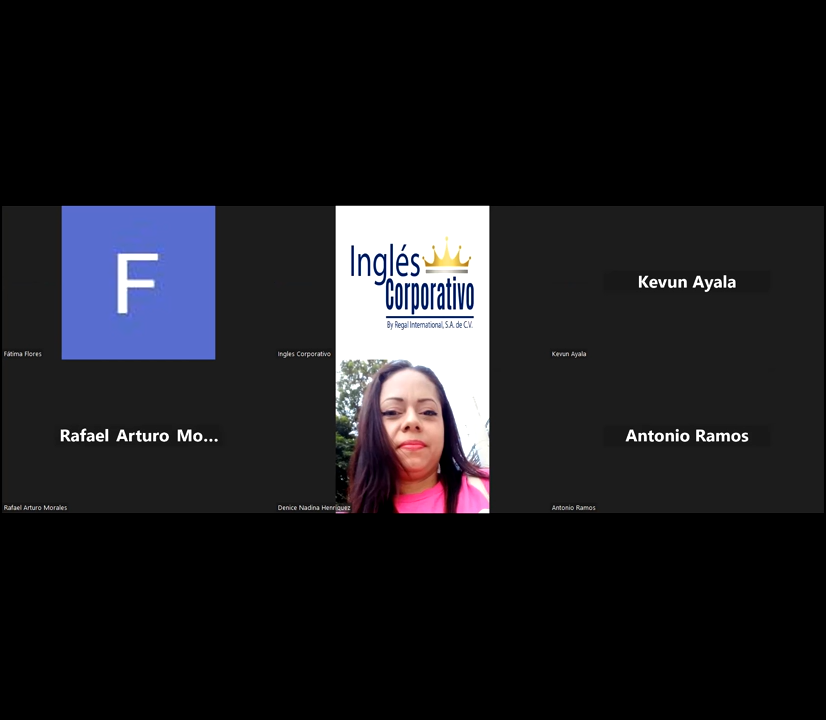 F
Fátima Flores
Inglés
Corporativo
By Regal International, S.A. de C.V.
Ingles Corporativo
Kevun Ayala
Kevun Ayala
Rafael Arturo Mo...
Rafael Arturo Morales
Denice Nadina Henriquez
Antonio Ramos
Antonio Ramos